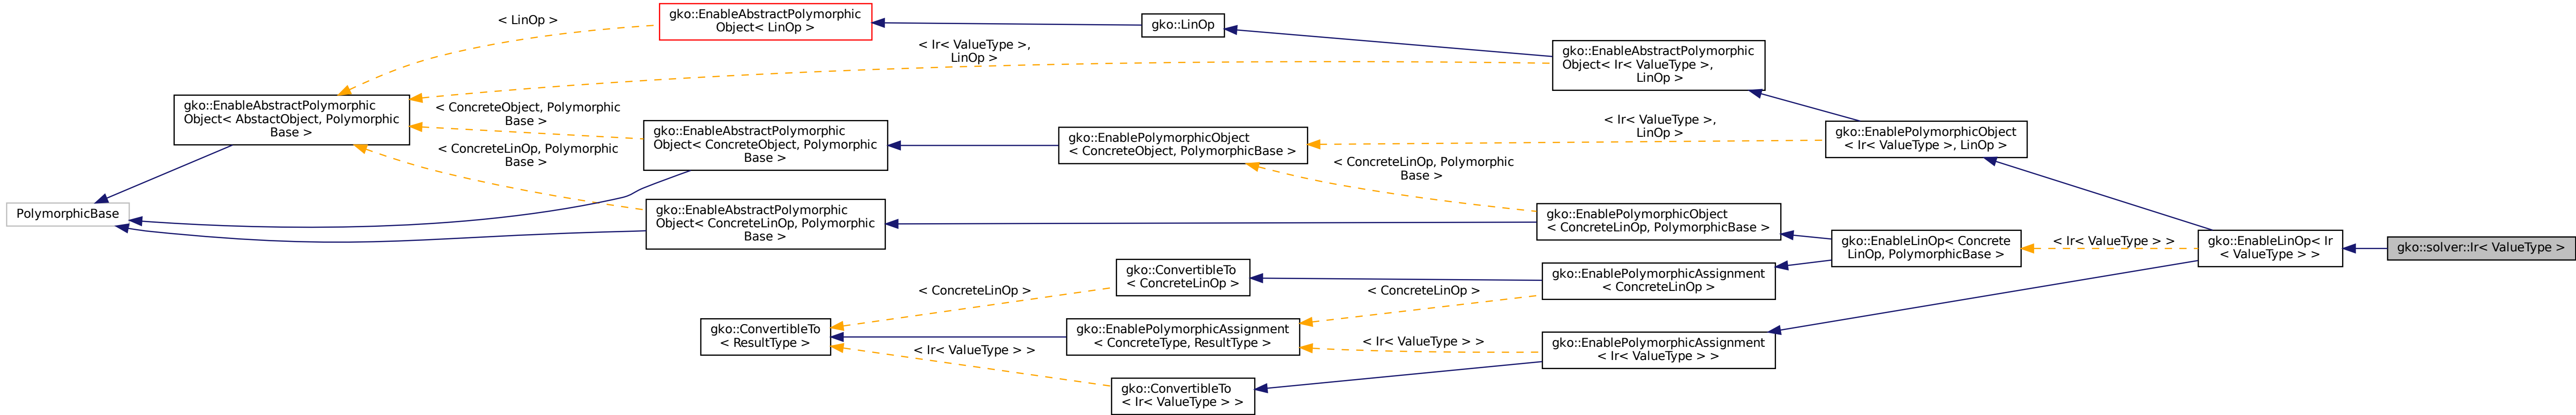 gko::EnableAbstractPolymorphic
Object< LinOp >
< LinOp >
gko::LinOp
< Ir< ValueType >,
LinOp >
gko::EnableAbstractPolymorphic
Object< Ir< ValueType >,
LinOp >
gko::EnableAbstractPolymorphic
Object< AbstactObject, Polymorphic
Base >
< ConcreteObject, Polymorphic
Base >
gko::EnableAbstractPolymorphic
Object< ConcreteObject, Polymorphic
Base >
gko::EnablePolymorphicObject
< ConcreteObject, PolymorphicBase >
< Ir< ValueType >,
LinOp >
gko::EnablePolymorphicObject
< Ir< ValueType >, LinOp >
< ConcreteLinOp, Polymorphic
Base >
< ConcreteLinOp, Polymorphic
Base >
PolymorphicBase
gko::EnableAbstractPolymorphic
Object< ConcreteLinOp, Polymorphic
Base >
gko::EnablePolymorphicObject
< ConcreteLinOp, PolymorphicBase >
gko::EnableLinOp< Concrete
LinOp, PolymorphicBase >
< Ir< ValueType > >
gko::EnableLinOp< Ir
< ValueType > >
gko::solver::Ir< ValueType >
gko::ConvertibleTo
< ConcreteLinOp >
gko::EnablePolymorphicAssignment
< ConcreteLinOp >
< ConcreteLinOp >
< ConcreteLinOp >
gko::ConvertibleTo
< ResultType >
gko::EnablePolymorphicAssignment
< ConcreteType, ResultType >
< Ir< ValueType > >
gko::EnablePolymorphicAssignment
< Ir< ValueType > >
< Ir< ValueType > >
gko::ConvertibleTo
< Ir< ValueType > >